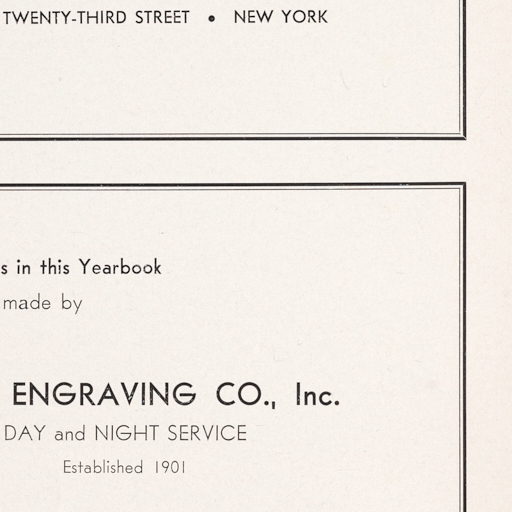 TWENTY-THIRD STREET • NEW YORK
s in this Yearbook
made by
ENGRAVING CO., Inc.
DAY and NIGHT SERVICE
Established 1901